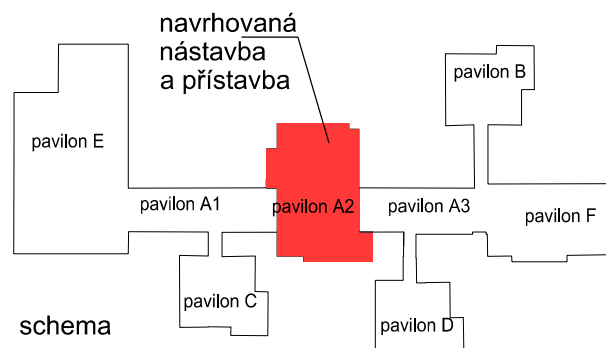 navrhovaná
nástavba
a přístavba
pavilon B
pavilon E
pavilon A1
pavilon A2
pavilon A3
pavilon F
pavilon C
pavilon D
schema